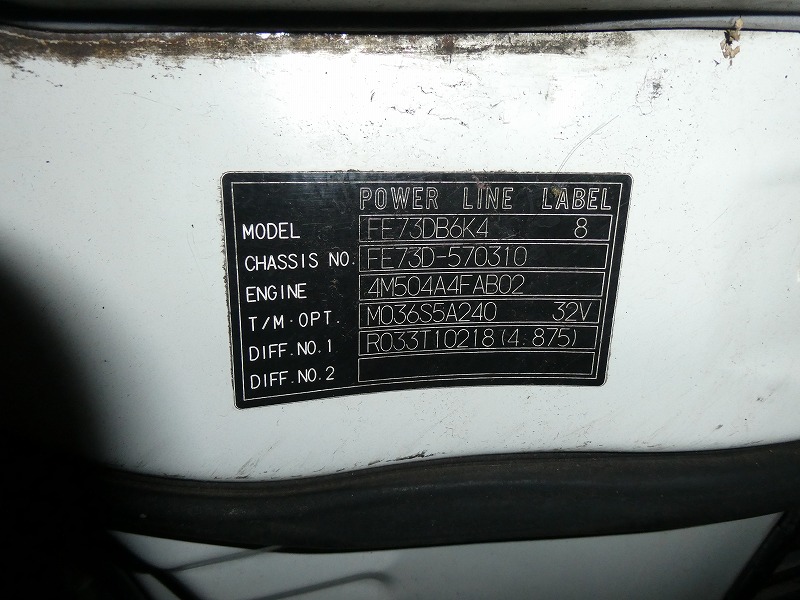 POWER LINE LABEL
MODEL FE73DB6K4 8
CHASSIS NO. FE73D-570310
ENGINE 4M504A4FAB02
T/M·OPT. M036S5A240 32V
DIFF.NO.1 R033T10218(4.875)
DIFF.NO.2